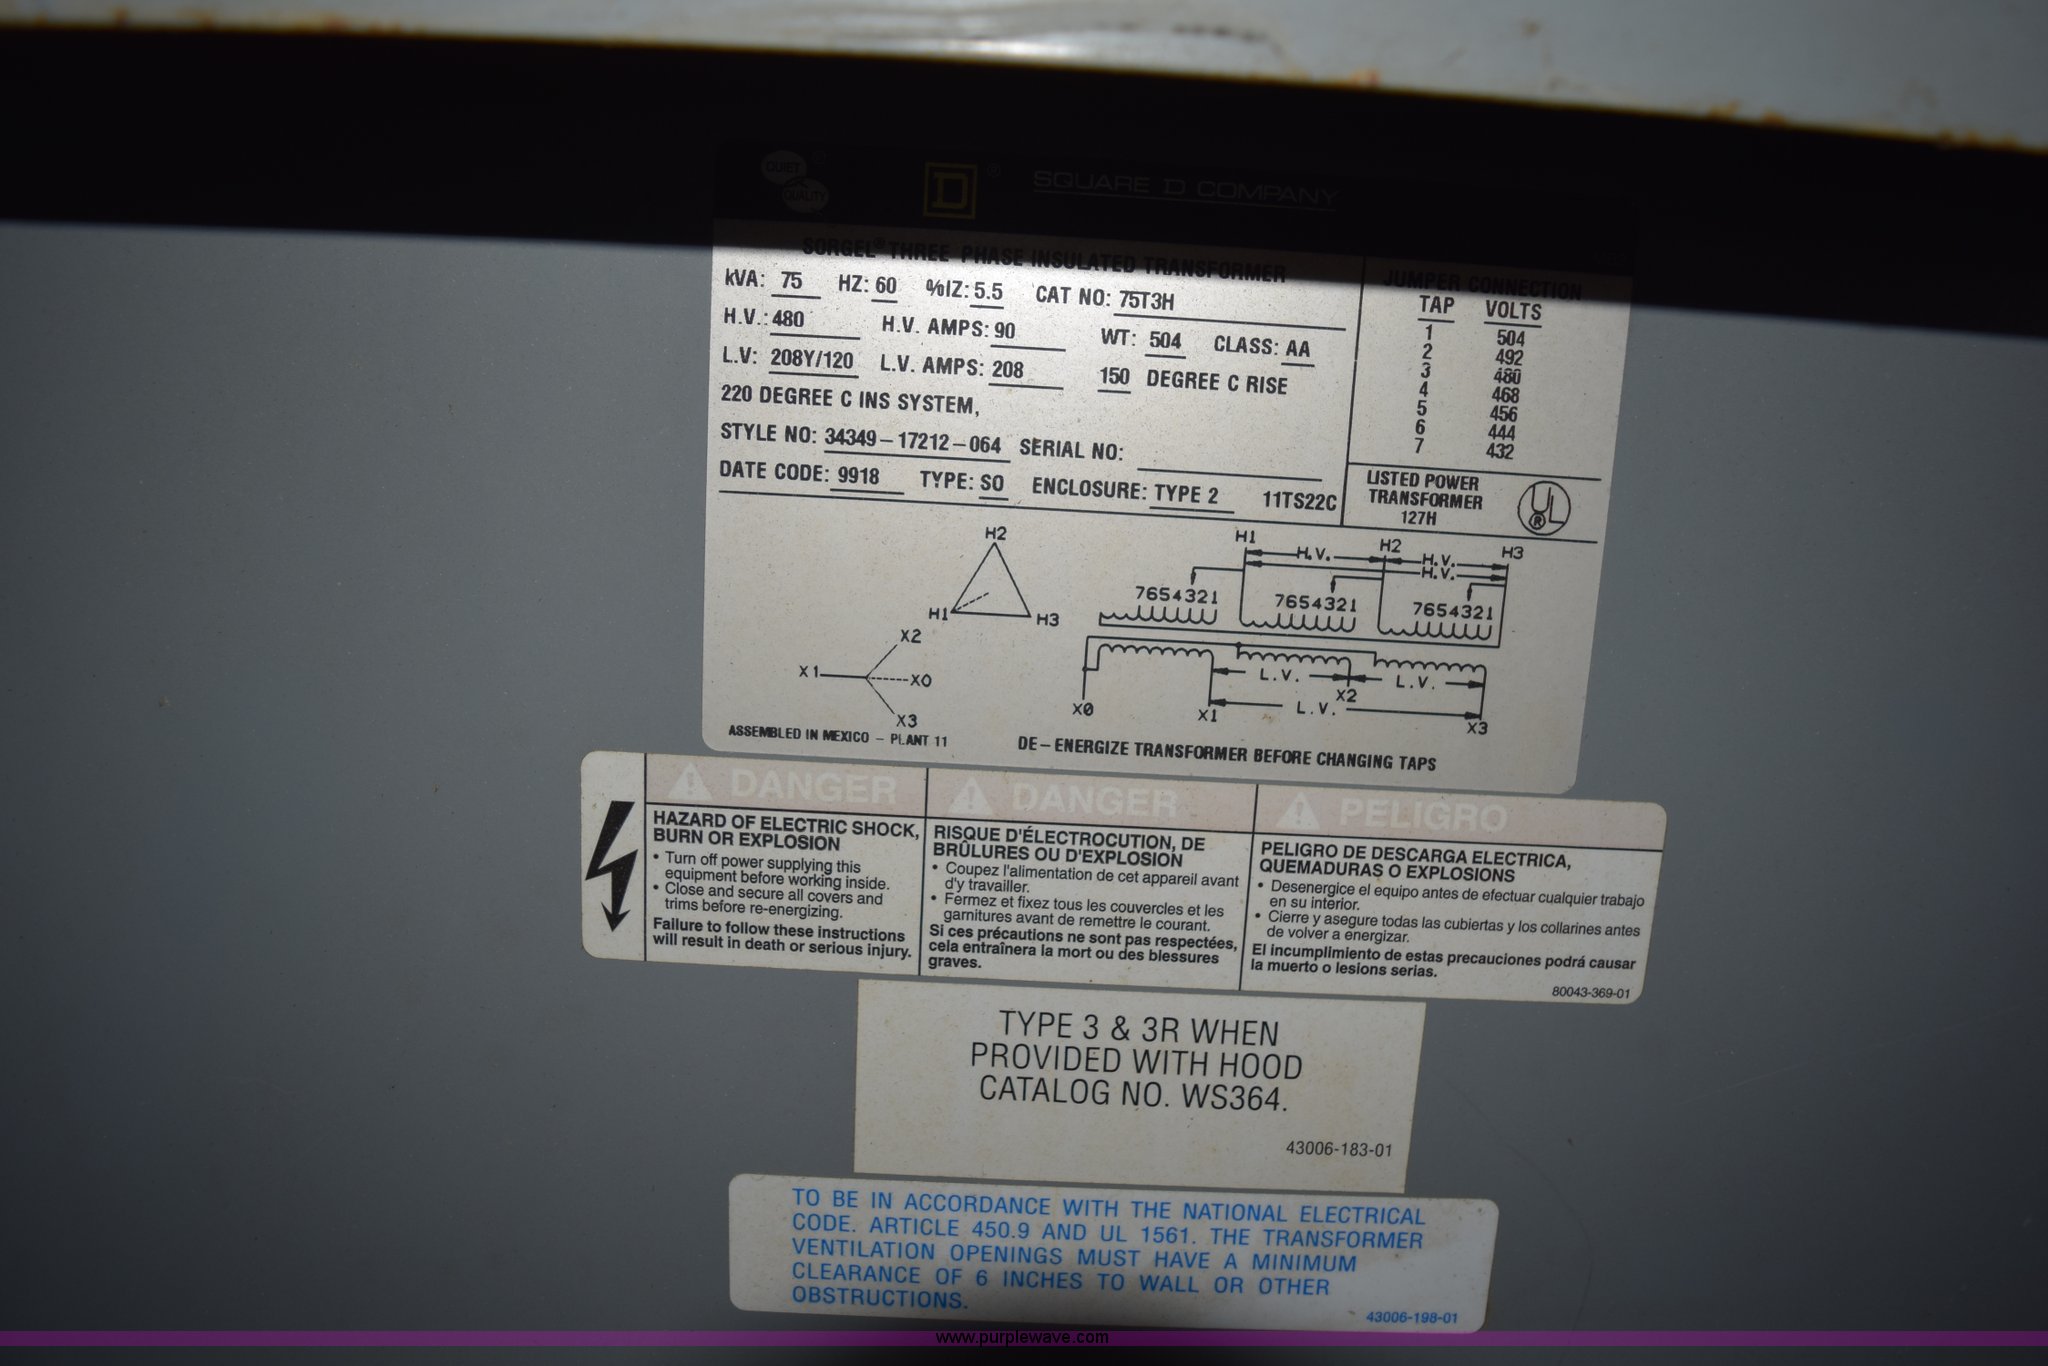 QUIET
QUALITY
D ®
SQUARE D COMPANY
SORGEL® THREE PHASE INSULATED TRANSFORMER
kVA: 75 HZ: 60 %IZ: 5.5 CAT NO: 75T3H
H.V.: 480 H.V. AMPS: 90 WT: 504 CLASS: AA
L.V: 208Y/120 L.V. AMPS: 208 150 DEGREE C RISE
220 DEGREE C INS SYSTEM,
STYLE NO: 34349-17212-064 SERIAL NO:
DATE CODE: 9918 TYPE: SO ENCLOSURE: TYPE 2 11TS22C
JUMPER CONNECTION
TAP VOLTS
1 504
2 492
3 480
4 468
5 456
6 444
7 432
LISTED POWER
TRANSFORMER
127H
UL ®
H2
H1 H3
X2
X1 X0
X3
H1 H.V. H2 H.V. H3
H.V.
7654321 7654321 7654321
L.V. L.V.
X2
X0 X1 L.V. X3
ASSEMBLED IN MEXICO - PLANT 11
DE-ENERGIZE TRANSFORMER BEFORE CHANGING TAPS
DANGER
HAZARD OF ELECTRIC SHOCK,
BURN OR EXPLOSION
• Turn off power supplying this
equipment before working inside.
• Close and secure all covers and
trims before re-energizing.
Failure to follow these instructions
will result in death or serious injury.
DANGER
RISQUE D'ÉLECTROCUTION, DE
BRÛLURES OU D'EXPLOSION
• Coupez l'alimentation de cet appareil avant
d'y travailler.
• Fermez et fixez tous les couvercles et les
garnitures avant de remettre le courant.
Si ces précautions ne sont pas respectées,
cela entraînera la mort ou des blessures
graves.
PELIGRO
PELIGRO DE DESCARGA ELECTRICA,
QUEMADURAS O EXPLOSIONS
• Desenergice el equipo antes de efectuar cualquier trabajo
en su interior.
• Cierre y asegure todas las cubiertas y los collarines antes
de volver a energizar.
El incumplimiento de estas precauciones podrá causar
la muerto o lesions serias.
80043-369-01
TYPE 3 & 3R WHEN
PROVIDED WITH HOOD
CATALOG NO. WS364.
43006-183-01
TO BE IN ACCORDANCE WITH THE NATIONAL ELECTRICAL
CODE. ARTICLE 450.9 AND UL 1561. THE TRANSFORMER
VENTILATION OPENINGS MUST HAVE A MINIMUM
CLEARANCE OF 6 INCHES TO WALL OR OTHER
OBSTRUCTIONS.
43006-198-01
www.purplewave.com